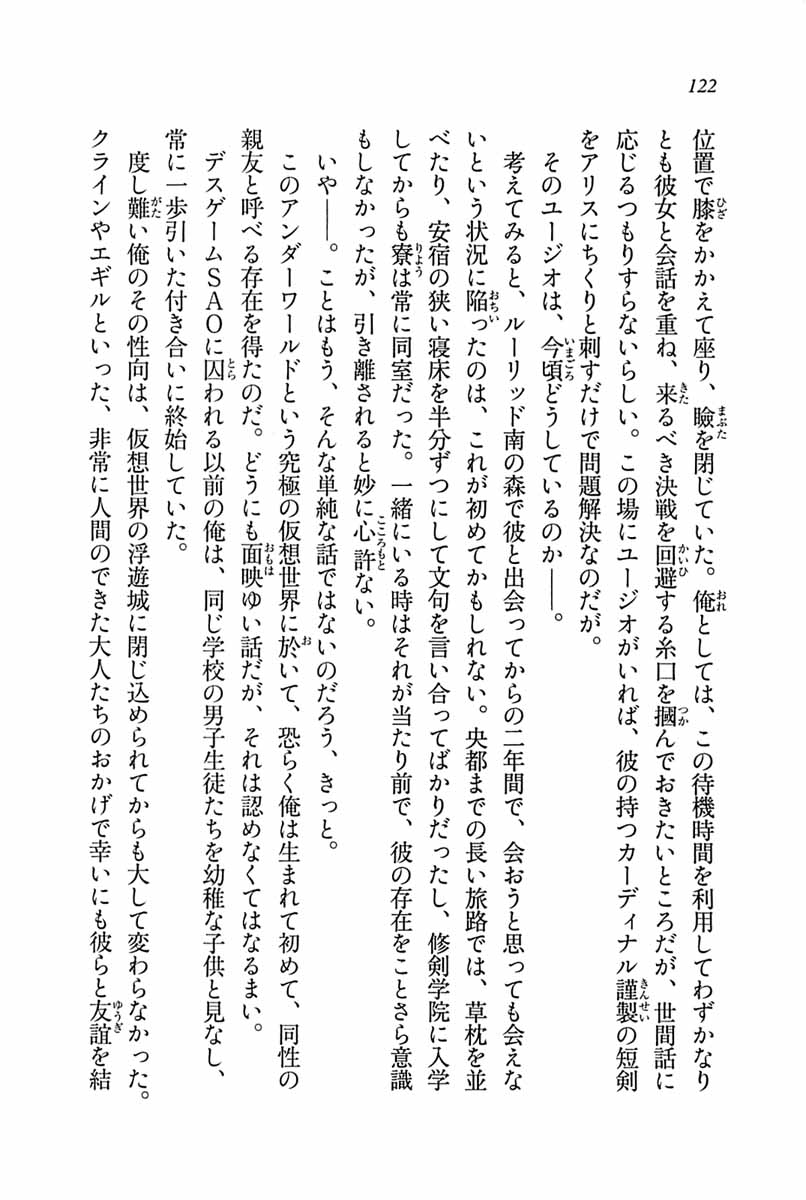 122
位置で膝をかかえて座り、瞼を閉じていた。俺としては、この待機時間を利用してわずかなり
とも彼女と会話を重ね、来るべき決戦を回避する糸口を摑んでおきたいところだが、世間話に
応じるつもりすらないらしい。この場にユージオがいれば、彼の持つカーディナル謹製の短剣
をアリスにちくりと刺すだけで問題解決なのだが。
そのユージオは、今頃どうしているのか——。
考えてみると、ルーリッド南の森で彼と出会ってからの二年間で、会おうと思っても会えな
いという状況に陥ったのは、これが初めてかもしれない。央都までの長い旅路では、草枕を並
べたり、安宿の狭い寝床を半分ずつにして文句を言い合ってばかりだったし、修剣学院に入学
してからも寮は常に同室だった。一緒にいる時はそれが当たり前で、彼の存在をことさら意識
もしなかったが、引き離されると妙に心許ない。
いや——。ことはもう、そんな単純な話ではないのだろう、きっと。
このアンダーワールドという究極の仮想世界に於いて、恐らく俺は生まれて初めて、同性の
親友と呼べる存在を得たのだ。どうにも面映ゆい話だが、それは認めなくてはなるまい。
デスゲームＳＡＯに囚われる以前の俺は、同じ学校の男子生徒たちを幼稚な子供と見なし、
常に一歩引いた付き合いに終始していた。
度し難い俺のその性向は、仮想世界の浮遊城に閉じ込められてからも大して変わらなかった。
クラインやエギルといった、非常に人間のできた大人たちのおかげで幸いにも彼らと友誼を結